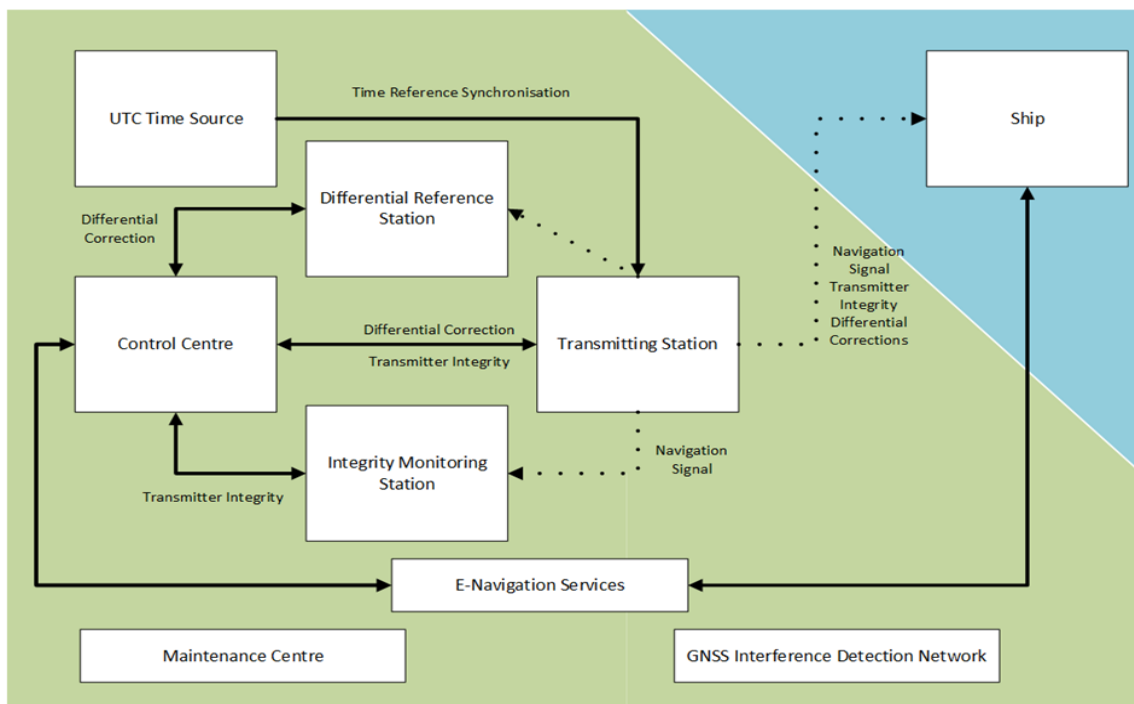 Time Reference Synchronisation
UTC Time Source
Ship
Differential Reference
Station
Differential
Correction
Navigation
Signal
Transmitter
Integrity
Differential
Corrections
Control Centre
Differential Correction
Transmitter Integrity
Transmitting Station
Integrity Monitoring
Station
Navigation
Signal
Transmitter Integrity
E-Navigation Services
Maintenance Centre
GNSS Interference Detection Network